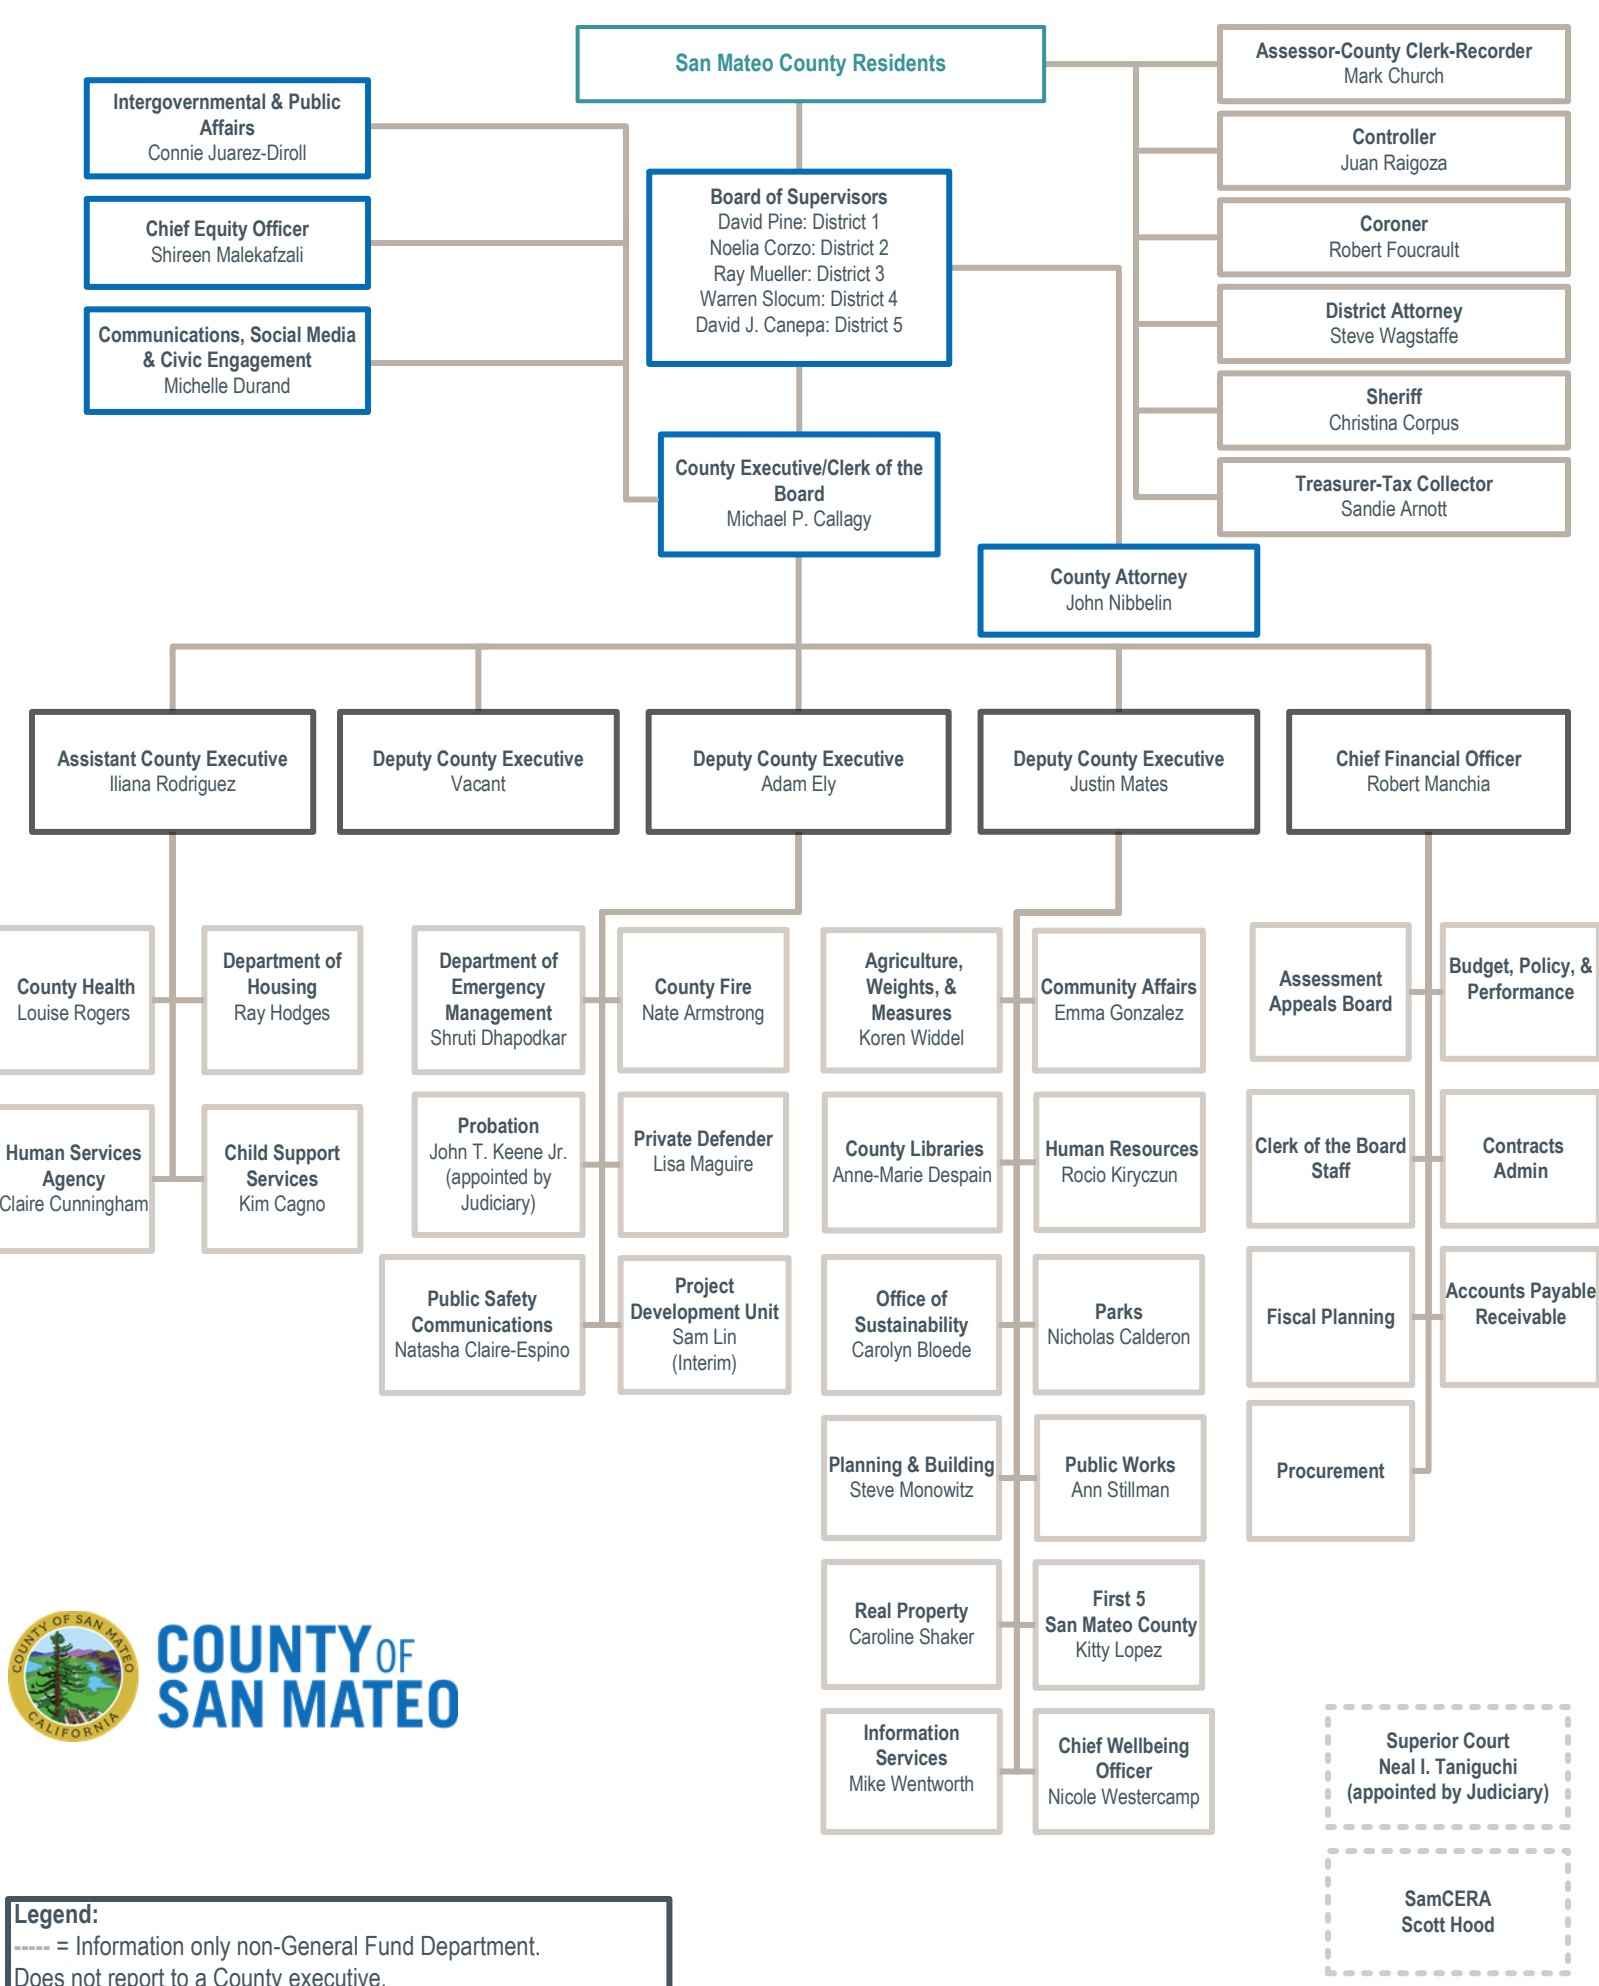 San Mateo County Residents
Assessor-County Clerk-Recorder
Mark Church
Controller
Juan Raigoza
Coroner
Robert Foucrault
District Attorney
Steve Wagstaffe
Sheriff
Christina Corpus
Treasurer-Tax Collector
Sandie Arnott
Intergovernmental & Public
Affairs
Connie Juarez-Diroll
Chief Equity Officer
Shireen Malekafzali
Communications, Social Media
& Civic Engagement
Michelle Durand
Board of Supervisors
David Pine: District 1
Noelia Corzo: District 2
Ray Mueller: District 3
Warren Slocum: District 4
David J. Canepa: District 5
County Executive/Clerk of the
Board
Michael P. Callagy
County Attorney
John Nibbelin
Assistant County Executive
Iliana Rodriguez
Deputy County Executive
Vacant
Deputy County Executive
Adam Ely
Deputy County Executive
Justin Mates
Chief Financial Officer
Robert Manchia
County Health
Louise Rogers
Department of
Housing
Ray Hodges
Human Services
Agency
Claire Cunningham
Child Support
Services
Kim Cagno
Department of
Emergency
Management
Shruti Dhapodkar
County Fire
Nate Armstrong
Probation
John T. Keene Jr.
(appointed by
Judiciary)
Private Defender
Lisa Maguire
Public Safety
Communications
Natasha Claire-Espino
Project
Development Unit
Sam Lin
(Interim)
Agriculture,
Weights, &
Measures
Koren Widdel
Community Affairs
Emma Gonzalez
County Libraries
Anne-Marie Despain
Human Resources
Rocio Kiryczun
Office of
Sustainability
Carolyn Bloede
Parks
Nicholas Calderon
Planning & Building
Steve Monowitz
Public Works
Ann Stillman
Real Property
Caroline Shaker
First 5
San Mateo County
Kitty Lopez
Information
Services
Mike Wentworth
Chief Wellbeing
Officer
Nicole Westercamp
Assessment
Appeals Board
Budget, Policy, &
Performance
Clerk of the Board
Staff
Contracts
Admin
Fiscal Planning
Accounts Payable
Receivable
Procurement
COUNTY OF SAN MATEO
CALIFORNIA
COUNTY OF
SAN MATEO
Superior Court
Neal I. Taniguchi
(appointed by Judiciary)
SamCERA
Scott Hood
Legend:
----- = Information only non-General Fund Department.
Does not report to a County executive.